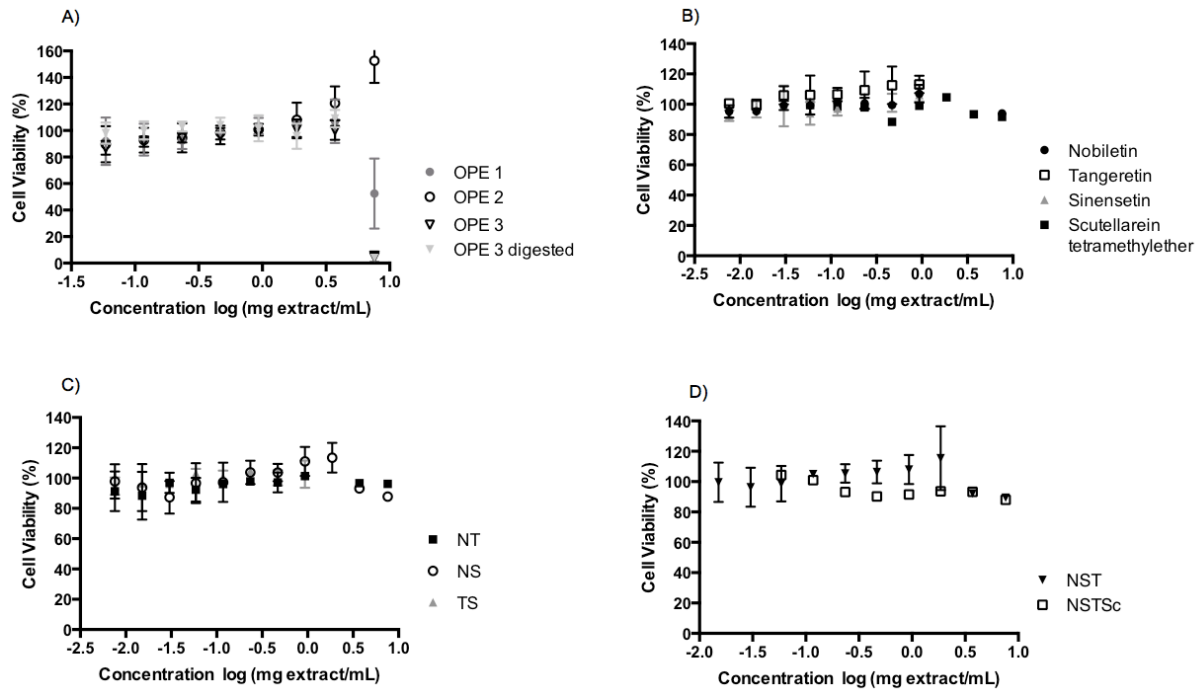 A)
160
140
120
100
80
60
40
20
0
Cell Viability (%)
-1.5 -1.0 -0.5 0.0 0.5 1.0
Concentration log (mg extract/mL)
OPE 1
OPE 2
OPE 3
OPE 3 digested
B)
140
120
100
80
60
40
20
0
Cell Viability (%)
-2.5 -2.0 -1.5 -1.0 -0.5 0.0 0.5 1.0
Concentration log (mg extract/mL)
Nobiletin
Tangeretin
Sinensetin
Scutellarein
tetramethylether
C)
140
120
100
80
60
40
20
0
Cell Viability (%)
-2.5 -2.0 -1.5 -1.0 -0.5 0.0 0.5 1.0
Concentration log (mg extract/mL)
NT
NS
TS
D)
140
120
100
80
60
40
20
0
Cell Viability (%)
-2.0 -1.5 -1.0 -0.5 0.0 0.5 1.0
Concentration log (mg extract/mL)
NST
NSTSc